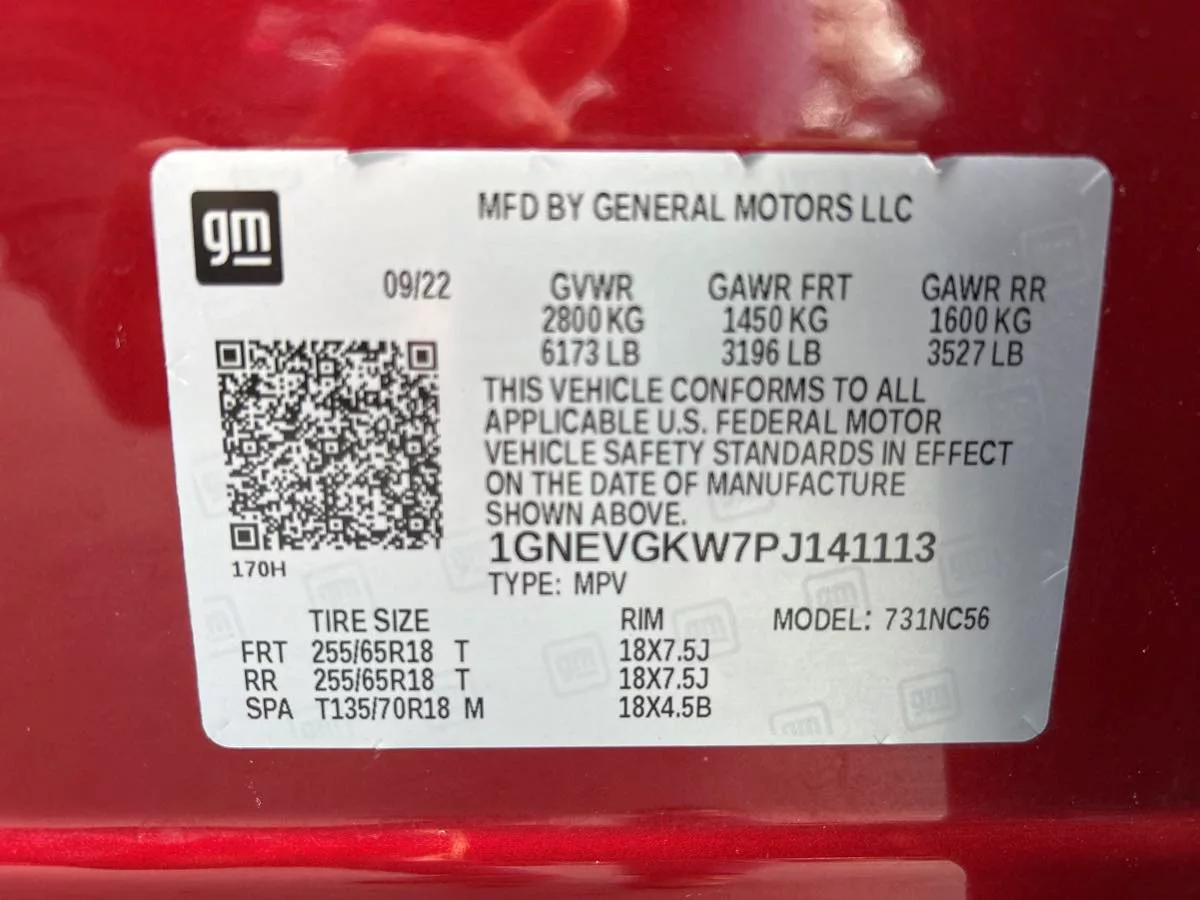 gm
MFD BY GENERAL MOTORS LLC
09/22 GVWR GAWR FRT GAWR RR
2800 KG 1450 KG 1600 KG
6173 LB 3196 LB 3527 LB
THIS VEHICLE CONFORMS TO ALL
APPLICABLE U.S. FEDERAL MOTOR
VEHICLE SAFETY STANDARDS IN EFFECT
ON THE DATE OF MANUFACTURE
SHOWN ABOVE.
1GNEVGKW7PJ141113
170H
TYPE: MPV
TIRE SIZE RIM MODEL: 731NC56
FRT 255/65R18 T 18X7.5J
RR 255/65R18 T 18X7.5J
SPA T135/70R18 M 18X4.5B